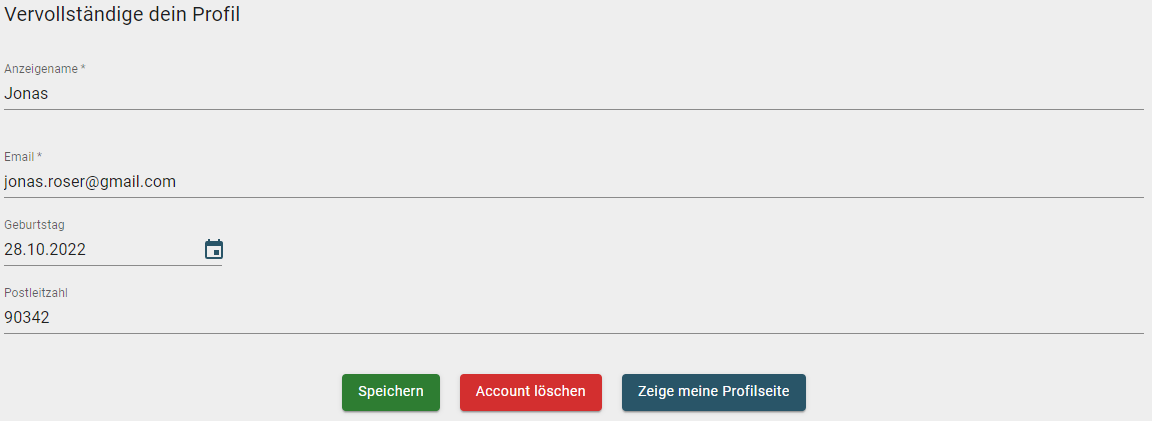 Vervollständige dein Profil
Anzeigename *
Jonas
Email *
jonas.roser@gmail.com
Geburtstag
28.10.2022
Postleitzahl
90342
Speichern Account löschen Zeige meine Profilseite